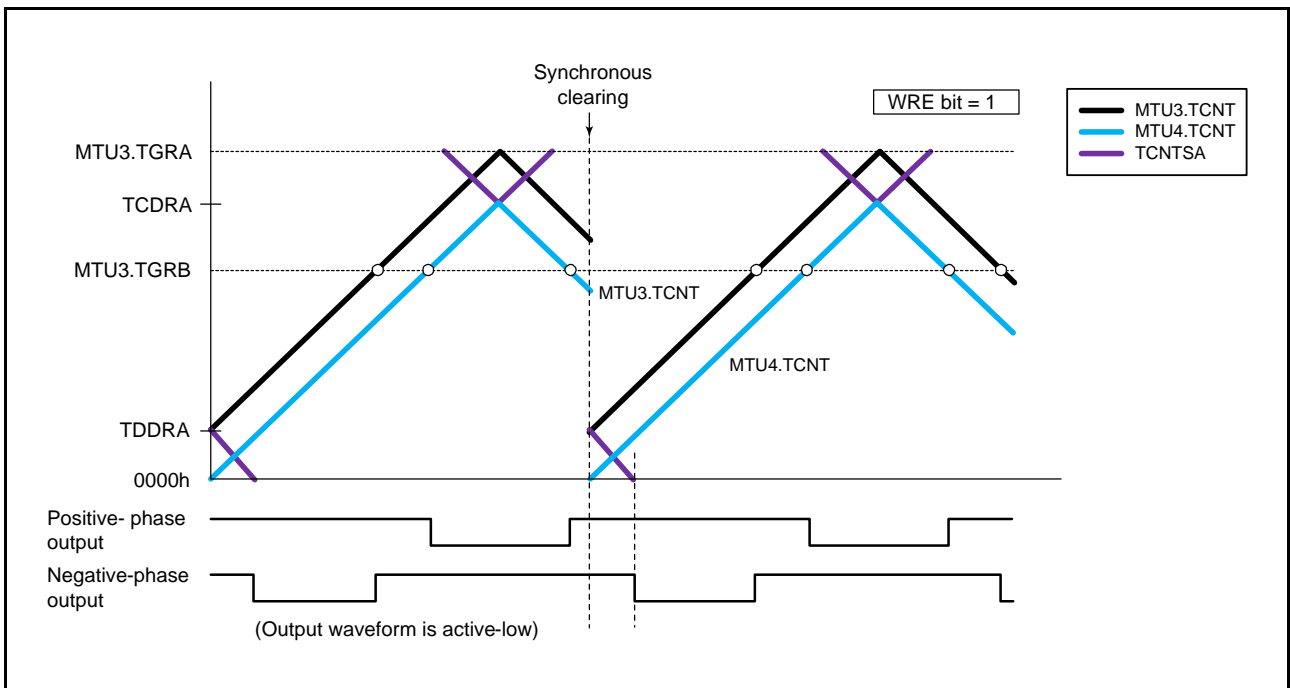 Synchronous
clearing
WRE bit = 1
MTU3.TCNT
MTU4.TCNT
TCNTSA
MTU3.TGRA
TCDRA
MTU3.TGRB
MTU3.TCNT
MTU4.TCNT
TDDRA
0000h
Positive- phase
output
Negative-phase
output
(Output waveform is active-low)